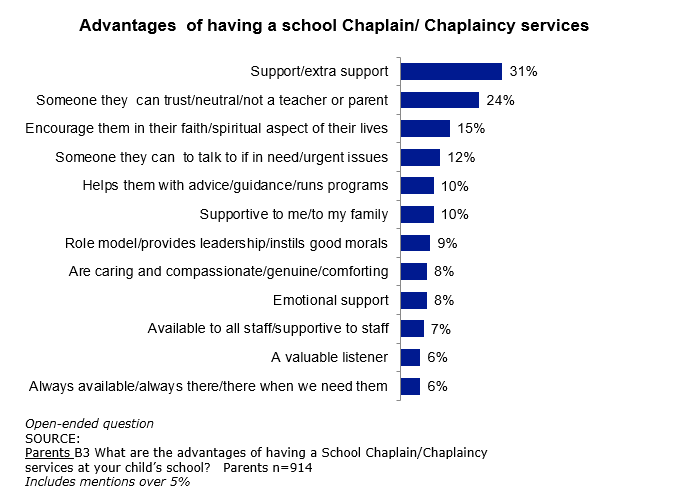 Advantages  of having a school Chaplain/ Chaplaincy services
Support/extra support 31%
Someone they  can trust/neutral/not a teacher or parent 24%
Encourage them in their faith/spiritual aspect of their lives 15%
Someone they can  to talk to if in need/urgent issues 12%
Helps them with advice/guidance/runs programs 10%
Supportive to me/to my family 10%
Role model/provides leadership/instils good morals 9%
Are caring and compassionate/genuine/comforting 8%
Emotional support 8%
Available to all staff/supportive to staff 7%
A valuable listener 6%
Always available/always there/there when we need them 6%
Open-ended question
SOURCE:
Parents B3 What are the advantages of having a School Chaplain/Chaplaincy
services at your child's school?   Parents n=914
Includes mentions over 5%